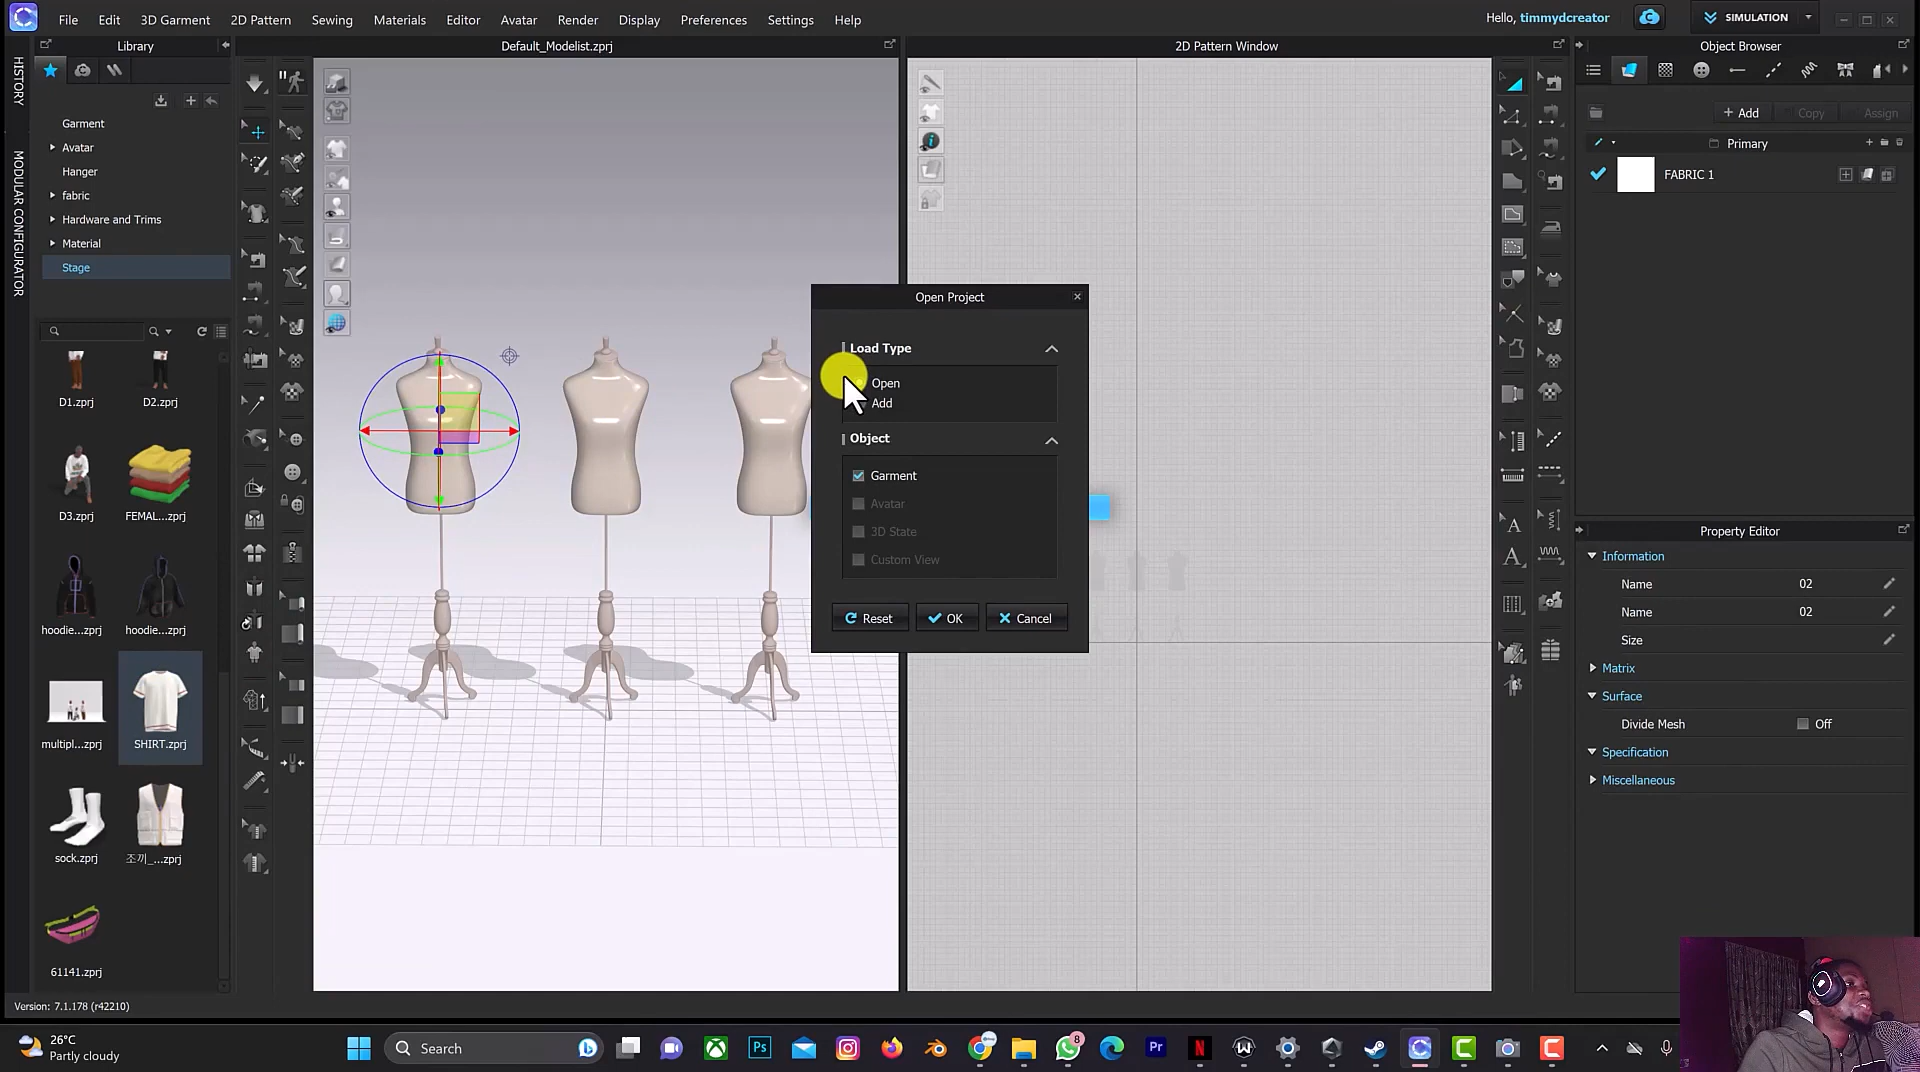 File Edit 3D Garment 2D Pattern Sewing Materials Editor Avatar Render Display Preferences Settings Help
Hello, timmydcreator
SIMULATION
HISTORY
MODULAR CONFIGURATOR
Library
Garment
Avatar
Hanger
fabric
Hardware and Trims
Material
Stage
D1.zprj
D2.zprj
D3.zprj
FEMAL...zprj
hoodie...zprj
hoodie...zprj
multipl...zprj
SHIRT.zprj
sock.zprj
조끼_...zprj
61141.zprj
Version: 7.1.178 (r42210)
Default_Modelist.zprj
2D Pattern Window
Open Project
Load Type
Open
Add
Object
Garment
Avatar
3D State
Custom View
Reset
OK
Cancel
Object Browser
+ Add
Copy
Assign
Primary
FABRIC 1
Property Editor
Information
Name 02
Name 02
Size
Matrix
Surface
Divide Mesh Off
Specification
Miscellaneous
26°C
Partly cloudy
Search
8